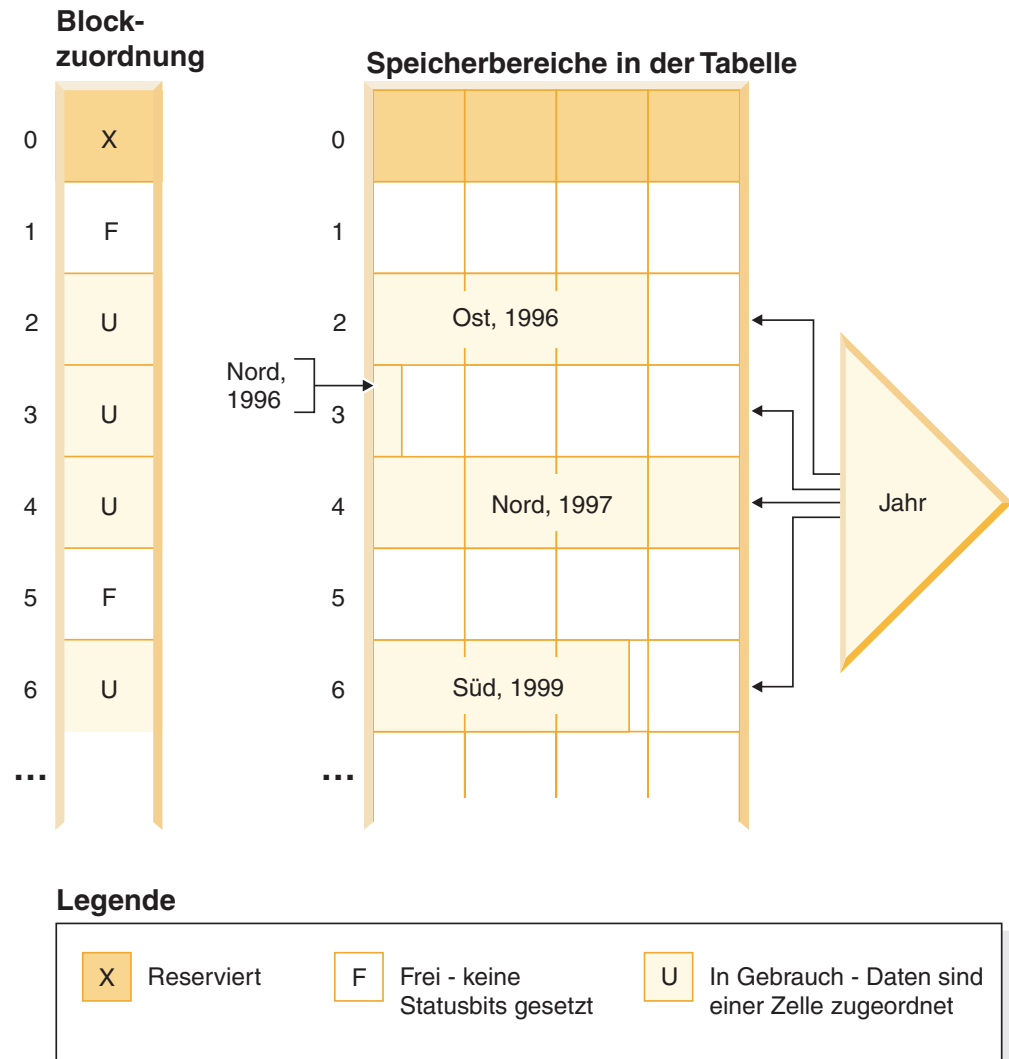 Block-
zuordnung
Speicherbereiche in der Tabelle
0
X
0
1
F
1
2
U
2
Ost, 1996
Nord,
1996
3
U
3
4
U
4
Nord, 1997
Jahr
5
F
5
6
U
6
Süd, 1999
...
...
Legende
X
Reserviert
F
Frei - keine
Statusbits gesetzt
U
In Gebrauch - Daten sind
einer Zelle zugeordnet